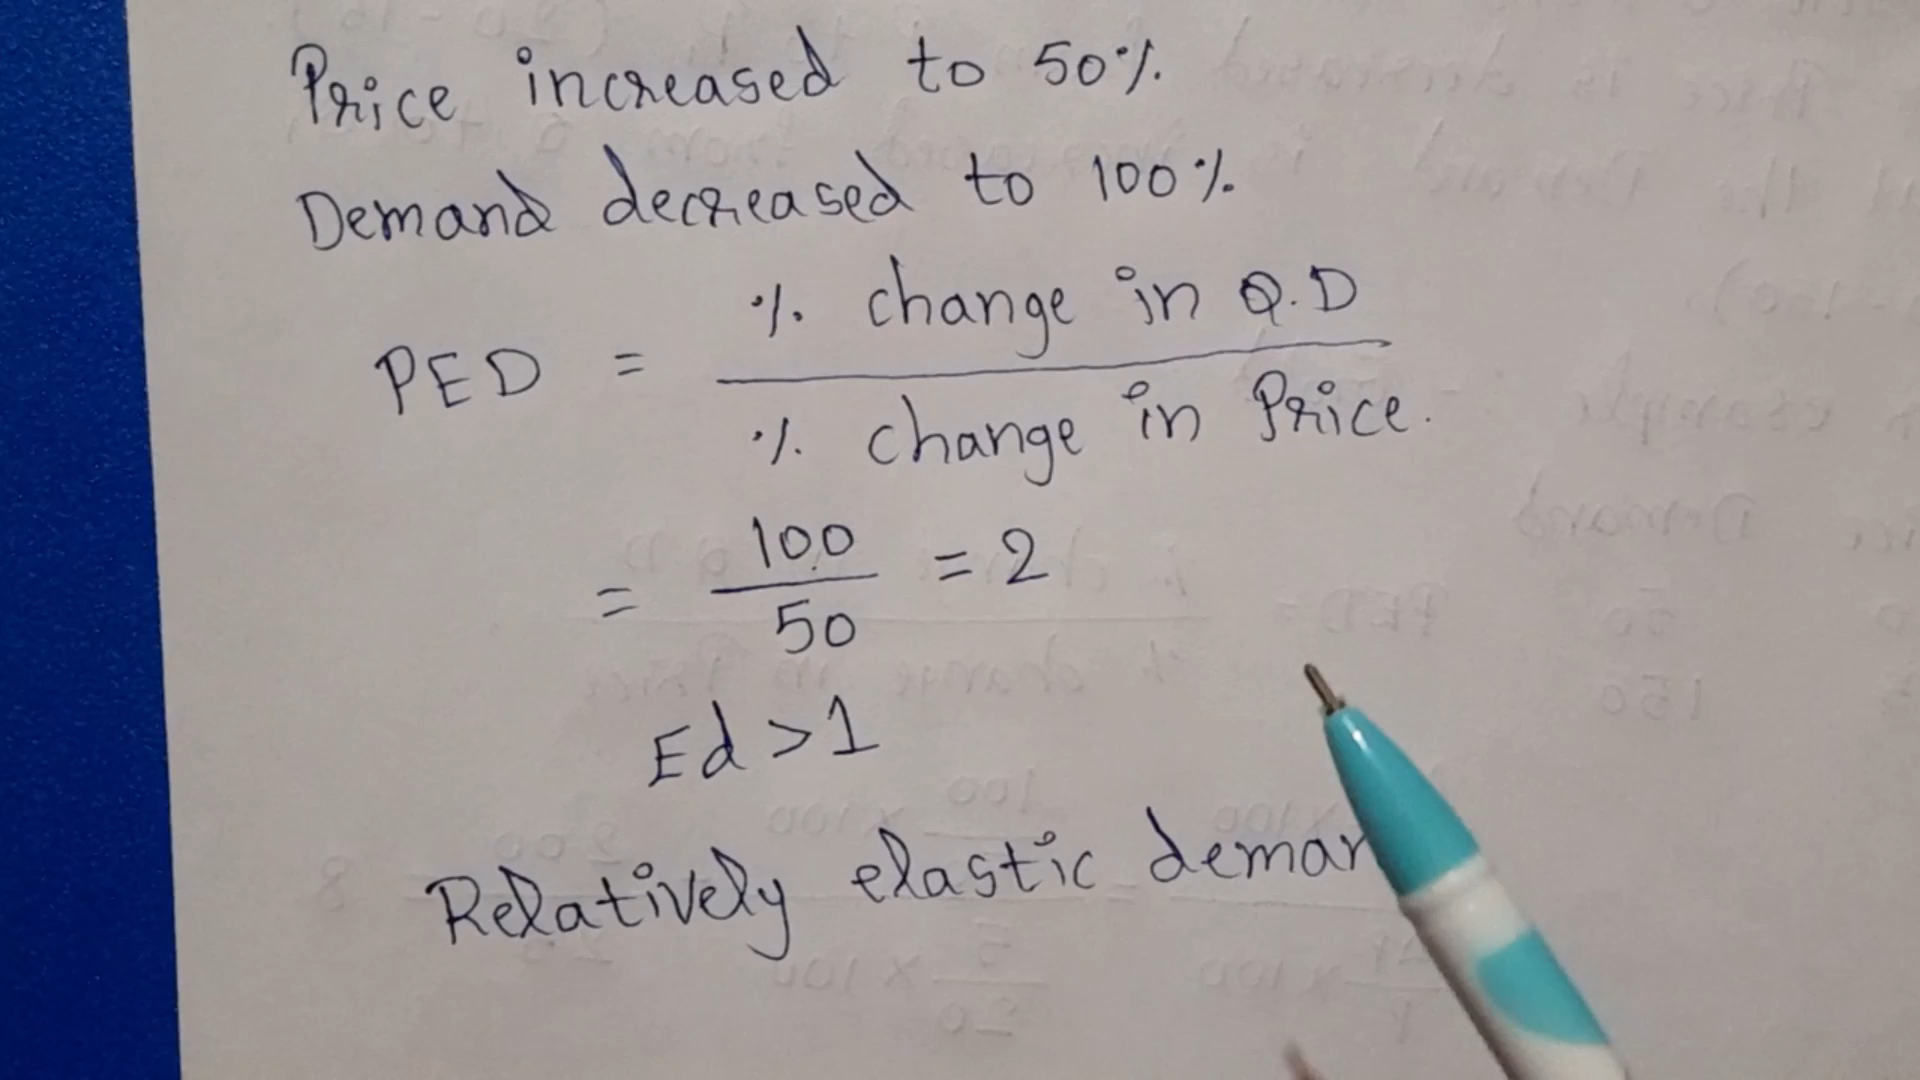 Price increased to 50%.
Demand decreased to 100%.
PED = % change in Q.D
% change in Price.
= 100 = 2
50
Ed > 1
Relatively elastic deman